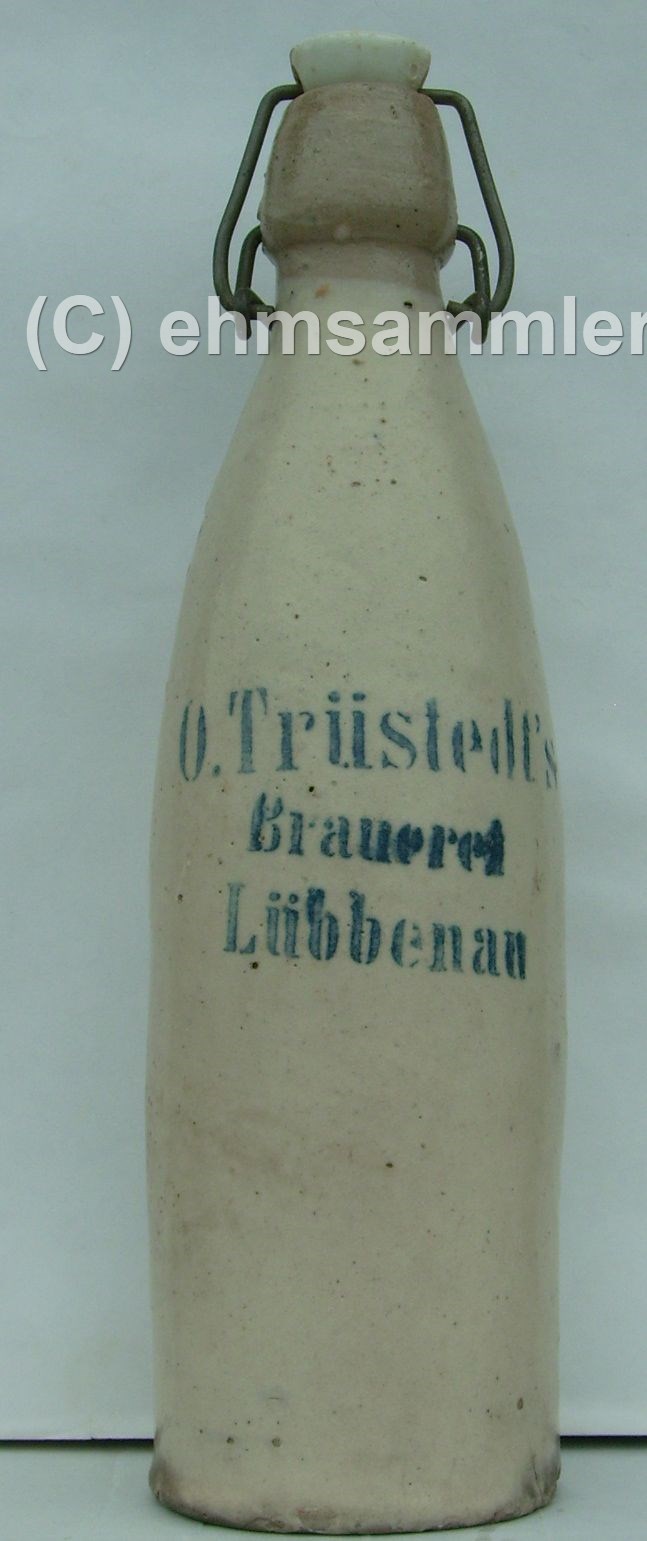 (C) ehmsammler
O. Trüstedt's
Brauerei
Lübbenau